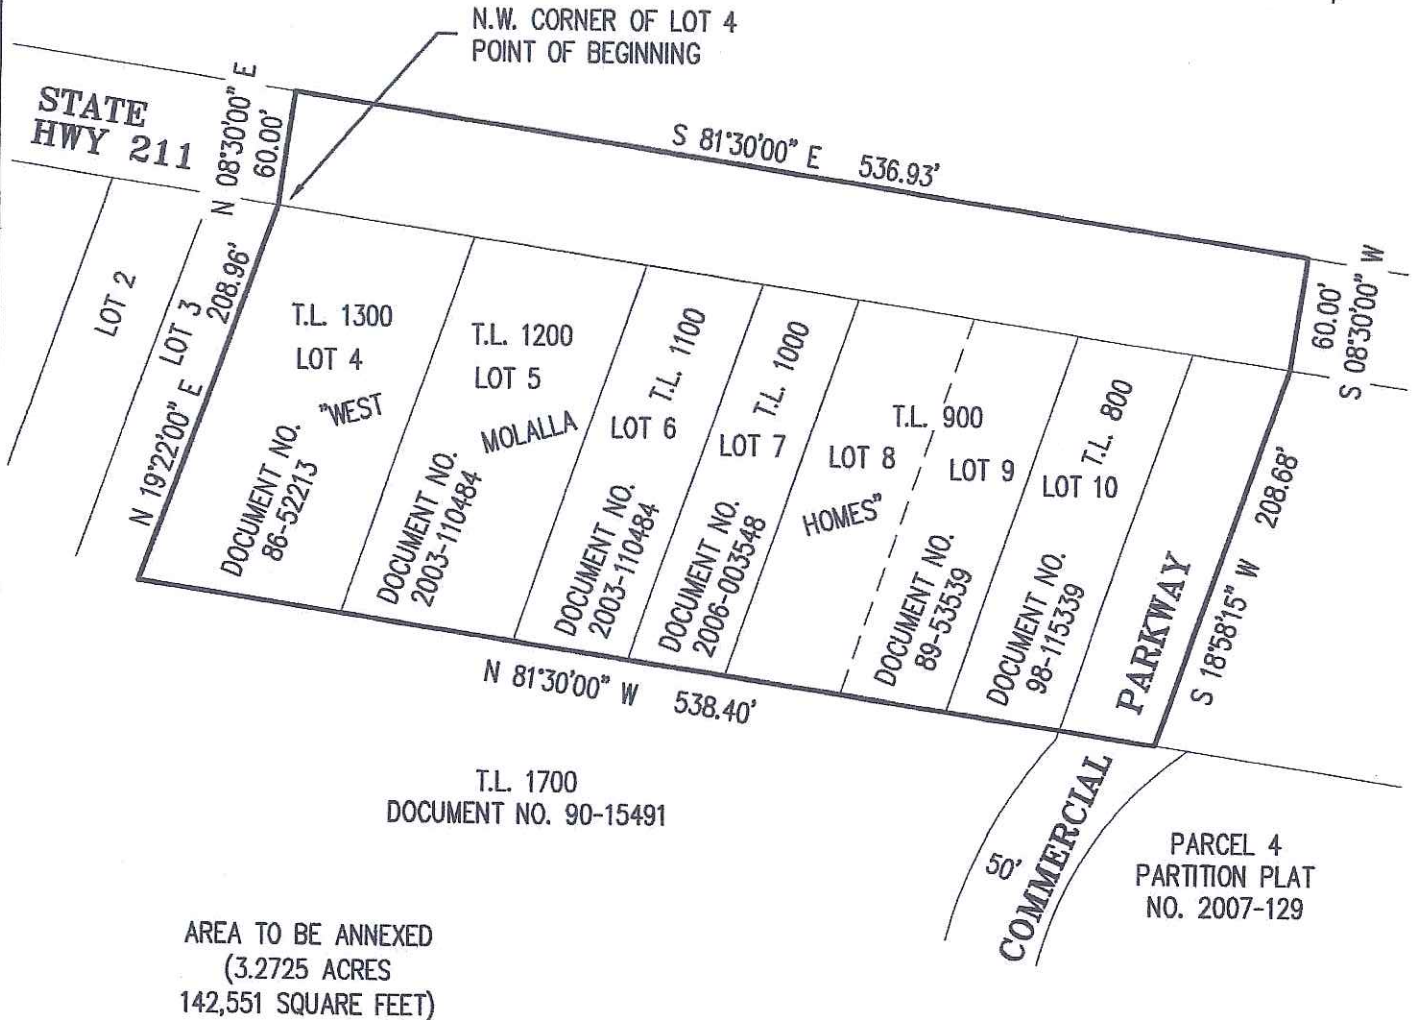 N.W. CORNER OF LOT 4
POINT OF BEGINNING
STATE
HWY 211
N 08°30'00" E
60.00'
S 81°30'00" E 536.93'
60.00'
S 08°30'00" W
LOT 2
LOT 3
208.96'
N 19°22'00" E
T.L. 1300
LOT 4
"WEST
DOCUMENT NO.
86-52213
T.L. 1200
LOT 5
MOLALLA
DOCUMENT NO.
2003-110484
T.L. 1100
LOT 6
DOCUMENT NO.
2003-110484
T.L. 1000
LOT 7
DOCUMENT NO.
2006-003548
T.L. 900
LOT 8
HOMES"
LOT 9
DOCUMENT NO.
89-53539
T.L. 800
LOT 10
DOCUMENT NO.
98-115339
S 18°58'15" W 208.68'
COMMERCIAL PARKWAY
50'
N 81°30'00" W 538.40'
T.L. 1700
DOCUMENT NO. 90-15491
PARCEL 4
PARTITION PLAT
NO. 2007-129
AREA TO BE ANNEXED
(3.2725 ACRES
142,551 SQUARE FEET)